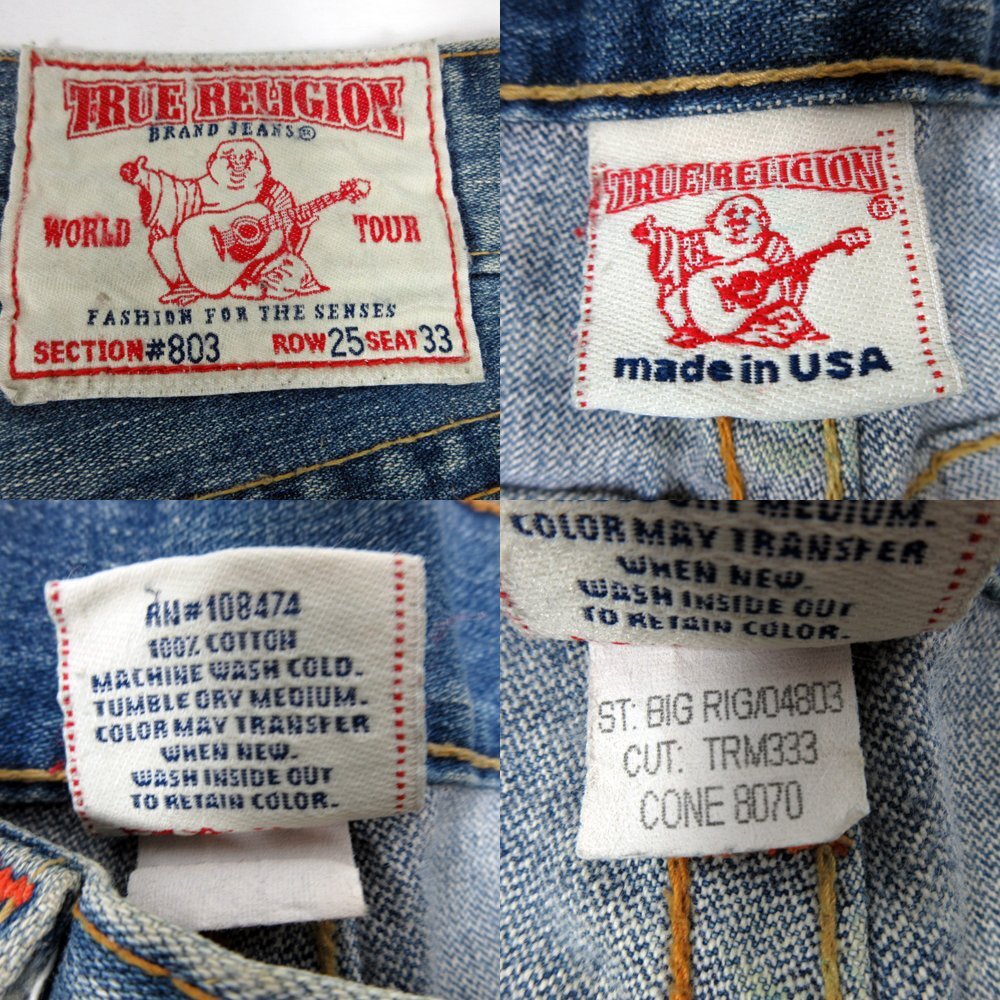 TRUE RELIGION
BRAND JEANS®
WORLD TOUR
FASHION FOR THE SENSES
SECTION#803 ROW25 SEAT33
TRUE RELIGION
®
made in USA
RN#108474
100% COTTON
MACHINE WASH COLD.
TUMBLE DRY MEDIUM.
COLOR MAY TRANSFER
WHEN NEW.
WASH INSIDE OUT
TO RETAIN COLOR.
DRY MEDIUM.
COLOR MAY TRANSFER
WHEN NEW.
WASH INSIDE OUT
TO RETAIN COLOR.
ST: BIG RIG/04803
CUT: TRM333
CONE 8070